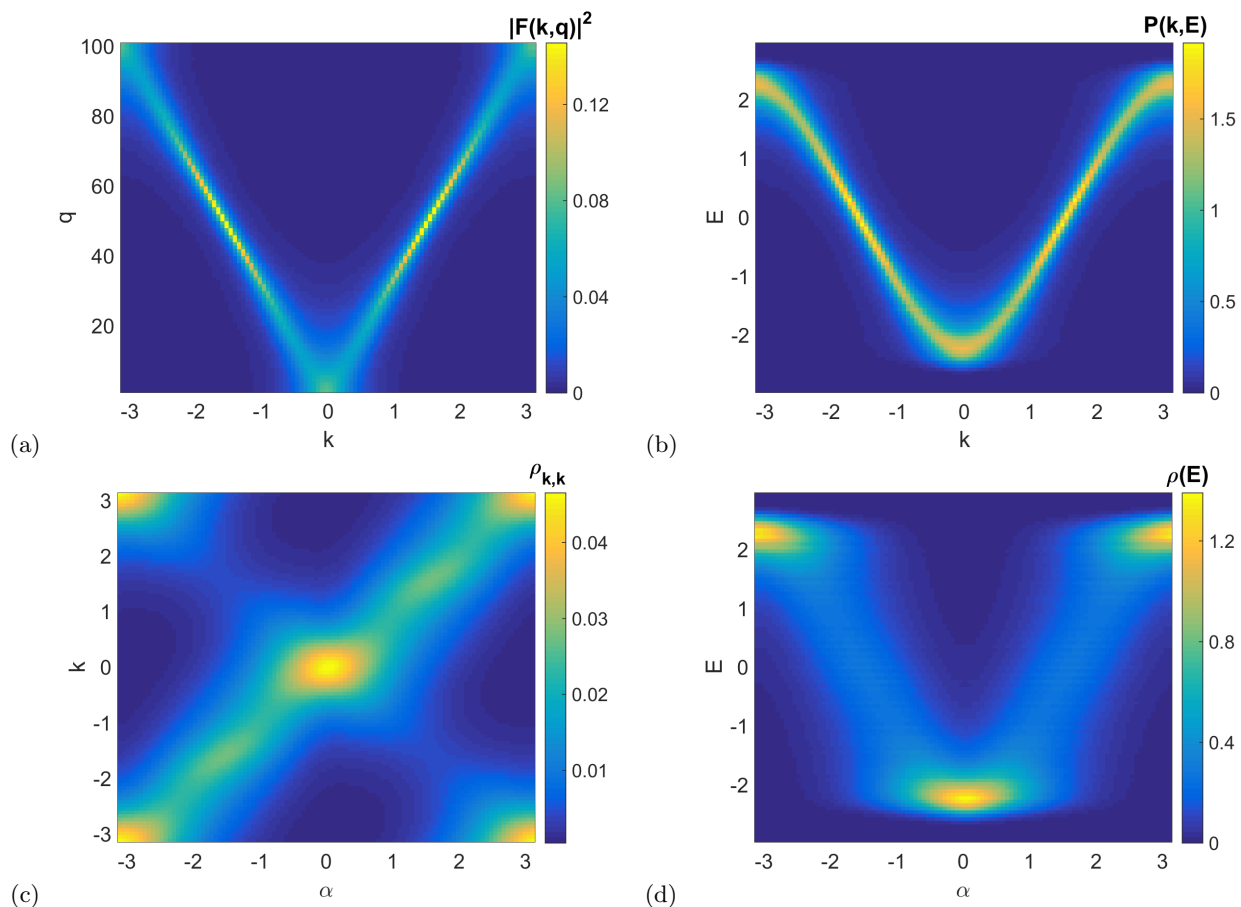 |F(k,q)|²
100
80
60
40
20
q
-3 -2 -1 0 1 2 3
k
0.12
0.08
0.04
0
(a)
P(k,E)
2
1
0
-1
-2
E
-3 -2 -1 0 1 2 3
k
1.5
1
0.5
0
(b)
ρk,k
3
2
1
0
-1
-2
-3
k
-3 -2 -1 0 1 2 3
α
0.04
0.03
0.02
0.01
(c)
ρ(E)
2
1
0
-1
-2
E
-3 -2 -1 0 1 2 3
α
1.2
0.8
0.4
0
(d)